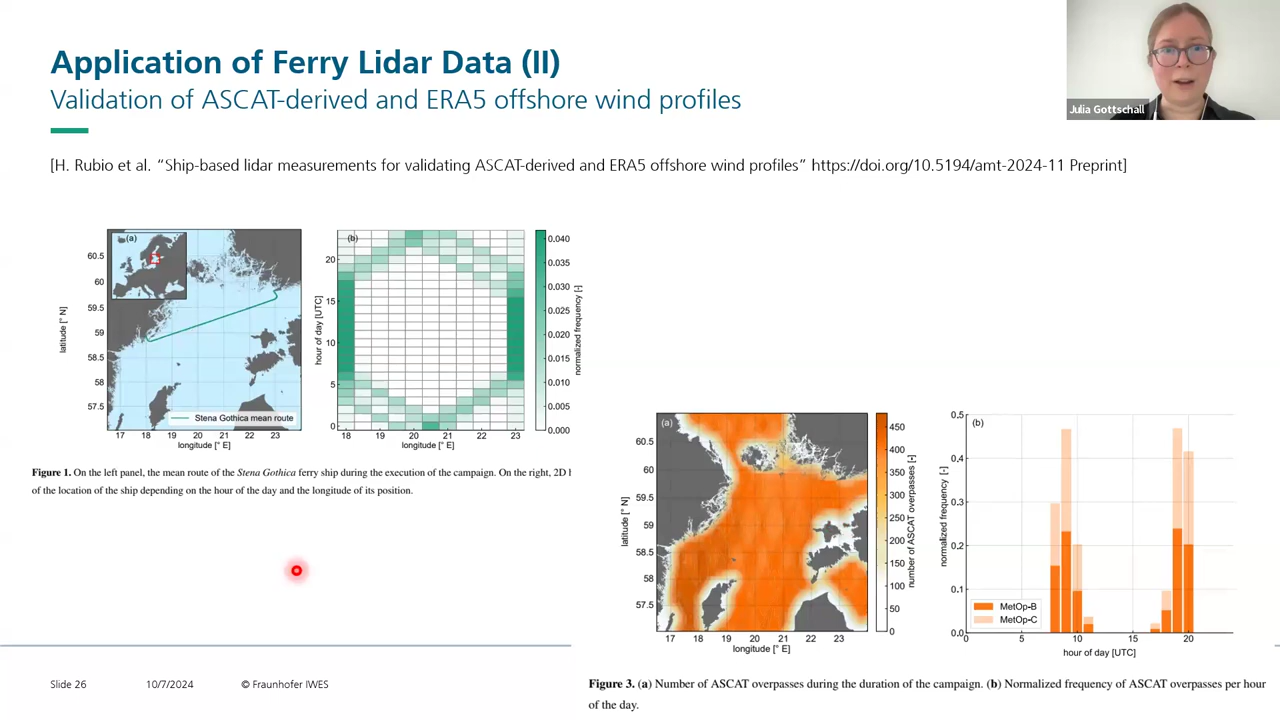 Application of Ferry Lidar Data (II)
Validation of ASCAT-derived and ERA5 offshore wind profiles
Julia Gottschall
[H. Rubio et al. “Ship-based lidar measurements for validating ASCAT-derived and ERA5 offshore wind profiles” https://doi.org/10.5194/amt-2024-11 Preprint]
(a)
60.5
60
59.5
59
58.5
58
57.5
latitude [° N]
Stena Gothica mean route
17 18 19 20 21 22 23
longitude [° E]
(b)
20
15
10
5
0
hour of day [UTC]
18 19 20 21 22 23
longitude [° E]
0.040
0.035
0.030
0.025
0.020
0.015
0.010
0.005
0.000
normalized frequency [-]
Figure 1. On the left panel, the mean route of the Stena Gothica ferry ship during the execution of the campaign. On the right, 2D
of the location of the ship depending on the hour of the day and the longitude of its position.
(a)
60.5
60
59.5
59
58.5
58
57.5
latitude [° N]
17 18 19 20 21 22 23
longitude [° E]
450
400
350
300
250
200
150
100
50
0
number of ASCAT overpasses [-]
(b)
0.5
0.4
0.3
0.2
0.1
0.0
normalized frequency [-]
MetOp-B
MetOp-C
0 5 10 15 20
hour of day [UTC]
Figure 3. (a) Number of ASCAT overpasses during the duration of the campaign. (b) Normalized frequency of ASCAT overpasses per hour
of the day.
Slide 26 10/7/2024 © Fraunhofer IWES